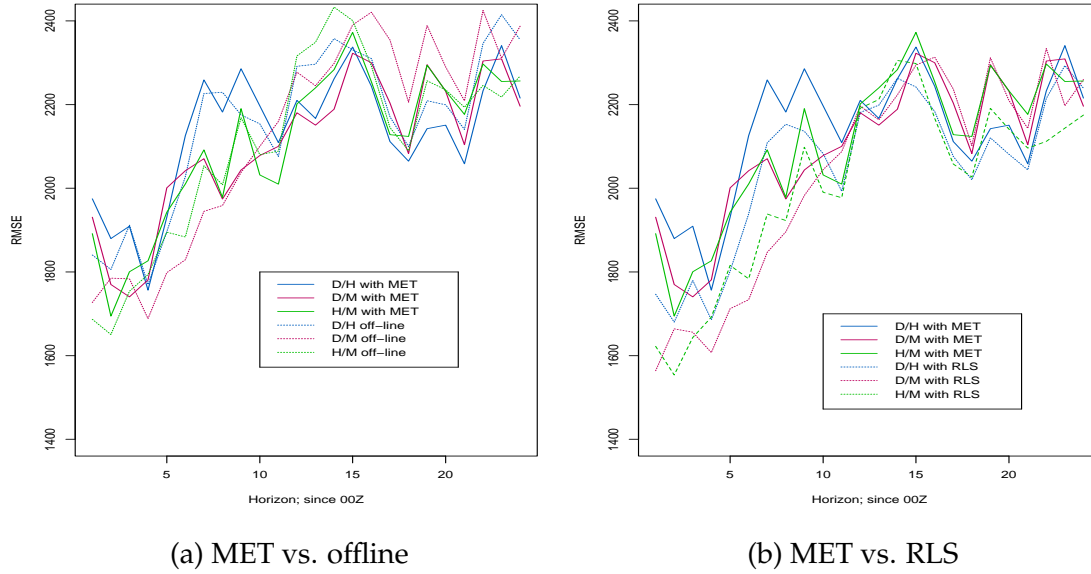 2400
2200
2000
1800
1600
1400
RMSE
D/H with MET
D/M with MET
H/M with MET
D/H off-line
D/M off-line
H/M off-line
5
10
15
20
Horizon; since 00Z
(a) MET vs. offline
2400
2200
2000
1800
1600
1400
RMSE
D/H with MET
D/M with MET
H/M with MET
D/H with RLS
D/M with RLS
H/M with RLS
5
10
15
20
Horizon; since 00Z
(b) MET vs. RLS